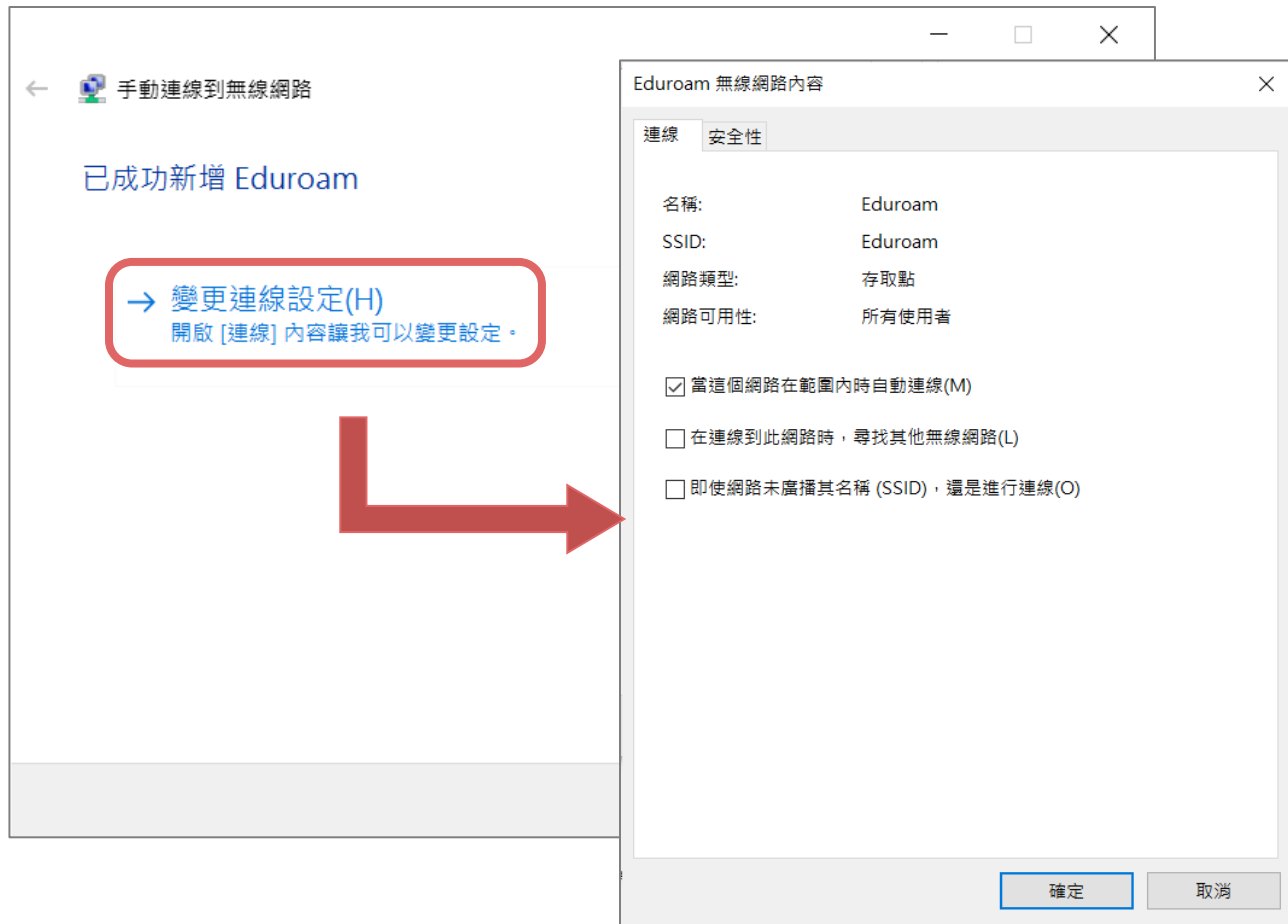 手動連線到無線網路
已成功新增 Eduroam
變更連線設定(H)
開啟 [連線] 內容讓我可以變更設定。
Eduroam 無線網路內容
連線 安全性
名稱: Eduroam
SSID: Eduroam
網路類型: 存取點
網路可用性: 所有使用者
當這個網路在範圍內時自動連線(M)
在連線到此網路時，尋找其他無線網路(L)
即使網路未廣播其名稱 (SSID)，還是進行連線(O)
確定 取消